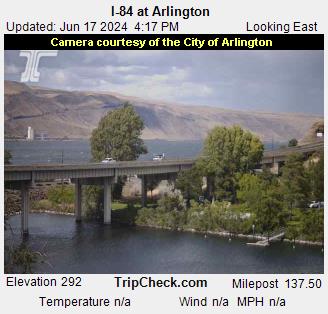 I-84 at Arlington
Updated: Jun 17 2024 4:17 PM Looking East
Camera courtesy of the City of Arlington
Elevation 292 TripCheck.com Milepost 137.50
Temperature n/a Wind n/a MPH n/a